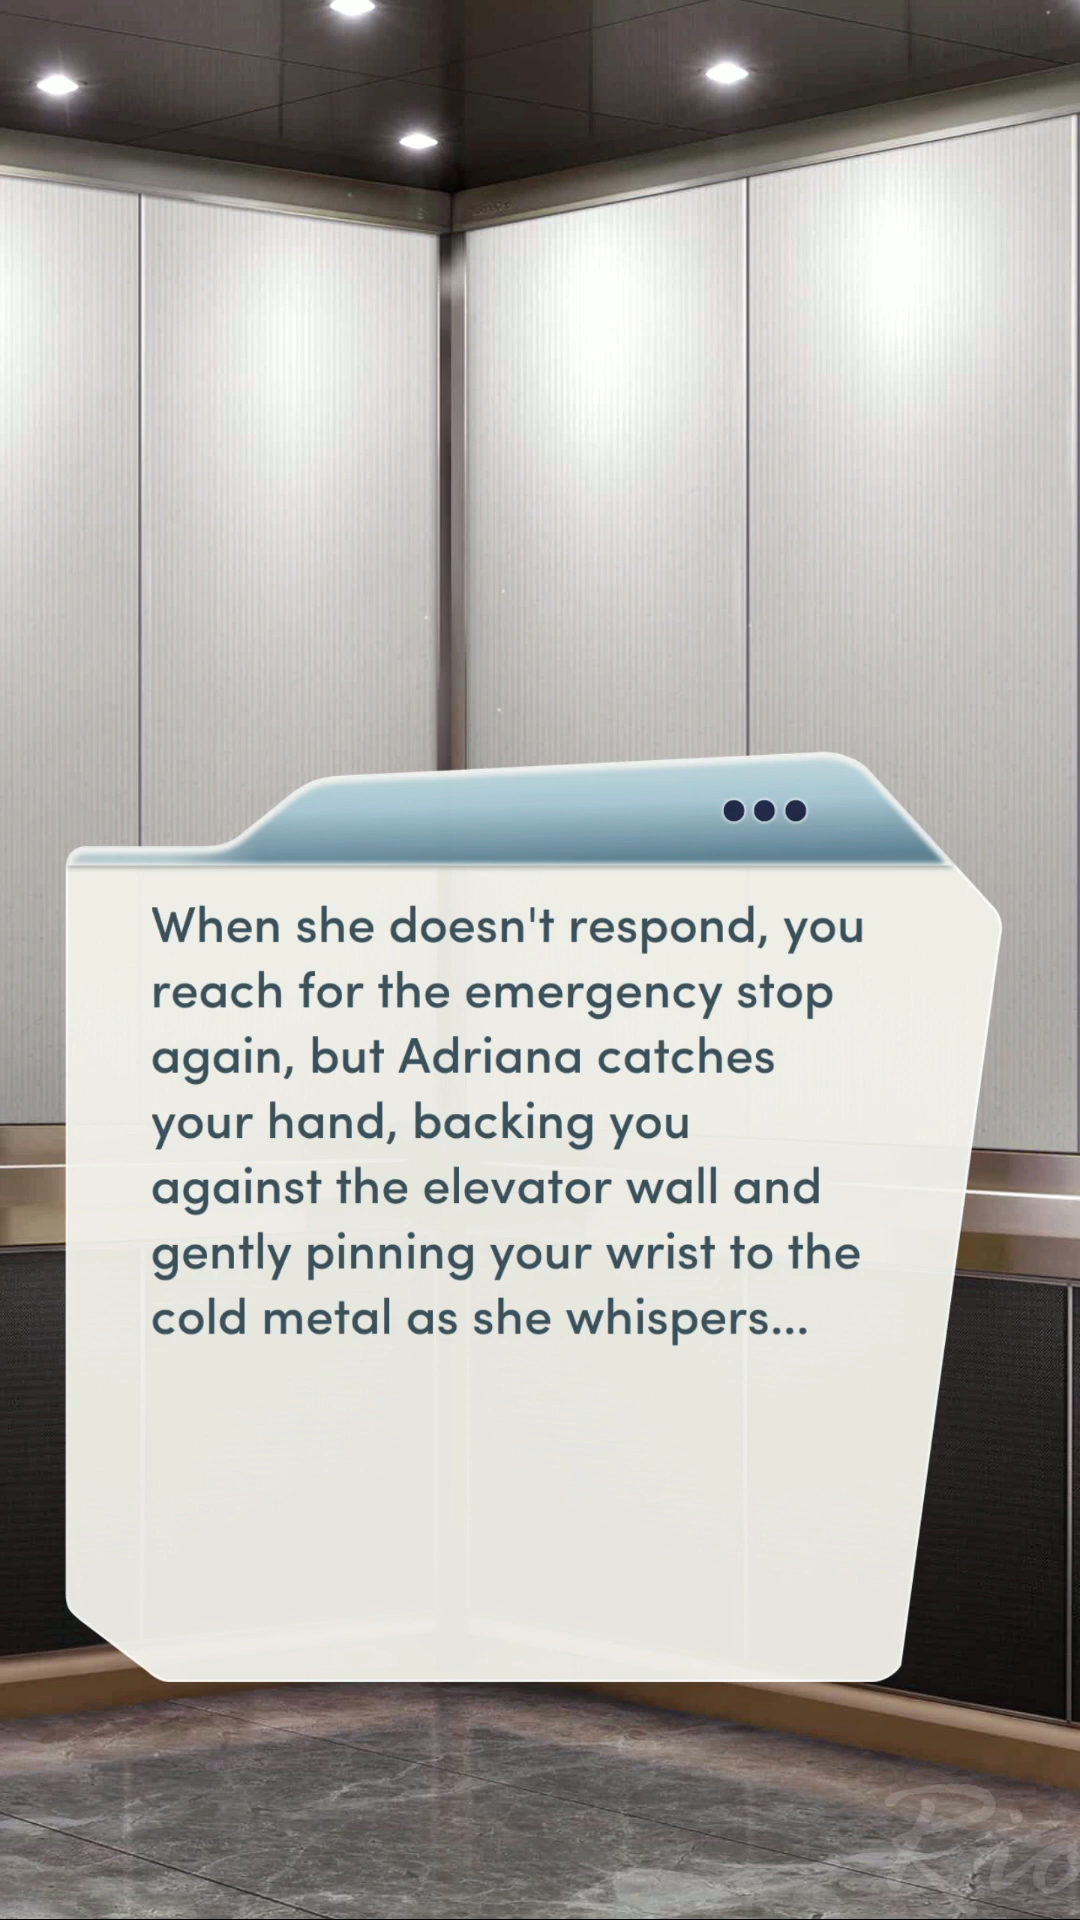 When she doesn't respond, you
reach for the emergency stop
again, but Adriana catches
your hand, backing you
against the elevator wall and
gently pinning your wrist to the
cold metal as she whispers...
Rio